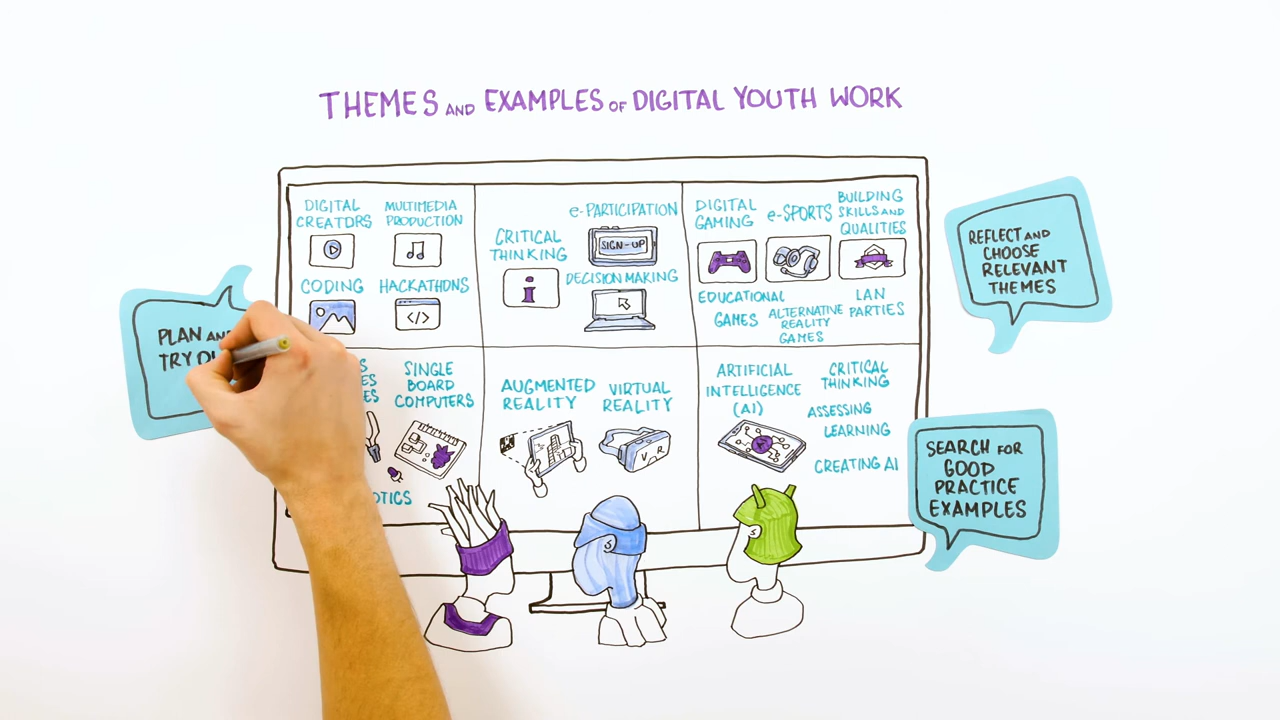 THEMES AND EXAMPLES OF DIGITAL YOUTH WORK
DIGITAL
CREATORS
MULTIMEDIA
PRODUCTION
CODING
HACKATHONS
</>
e-PARTICIPATION
CRITICAL
THINKING
SIGN-UP
i
DECISION MAKING
DIGITAL
GAMING
e-SPORTS
BUILDING
SKILLS AND
QUALITIES
EDUCATIONAL
GAMES
ALTERNATIVE
REALITY
GAMES
LAN
PARTIES
SINGLE
BOARD
COMPUTERS
AUGMENTED
REALITY
VIRTUAL
REALITY
VR
ARTIFICIAL
INTELLIGENCE
(AI)
CRITICAL
THINKING
ASSESSING
LEARNING
CREATING AI
PLAN
TRY
REFLECT AND
CHOOSE
RELEVANT
THEMES
SEARCH FOR
GOOD
PRACTICE
EXAMPLES